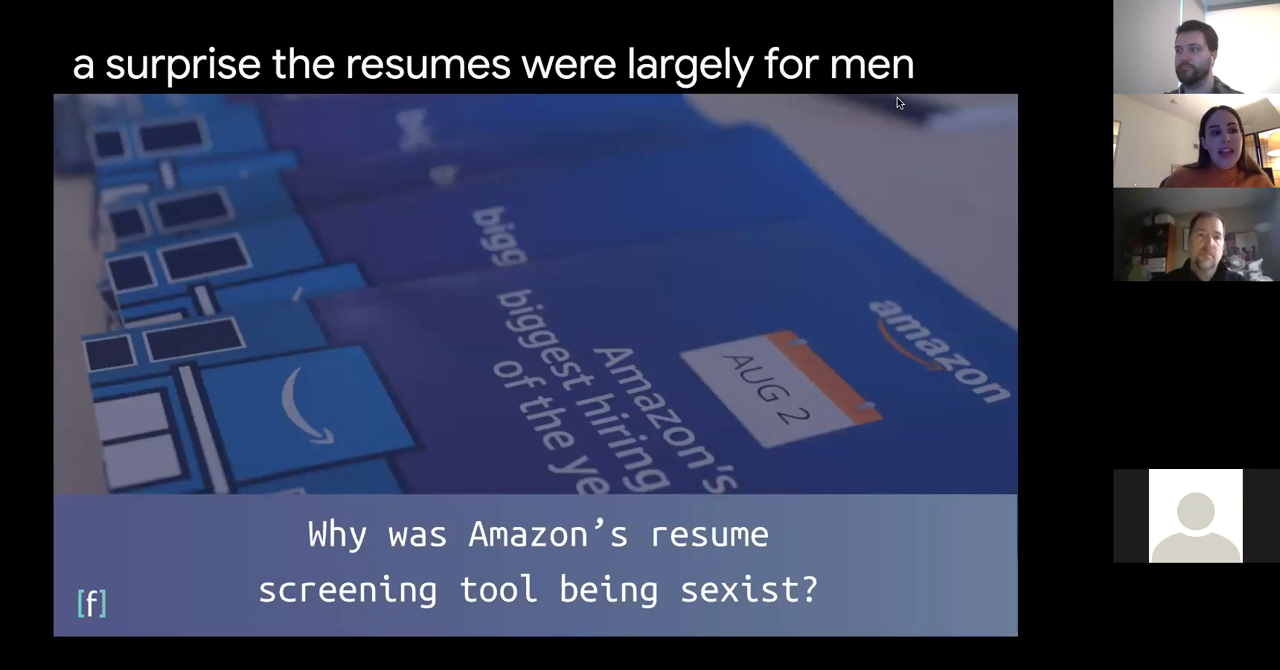 a surprise the resumes were largely for men
bigg
biggest hiring
of the ye
Amazon's
AUG 2
amazon
Why was Amazon’s resume
screening tool being sexist?
[f]